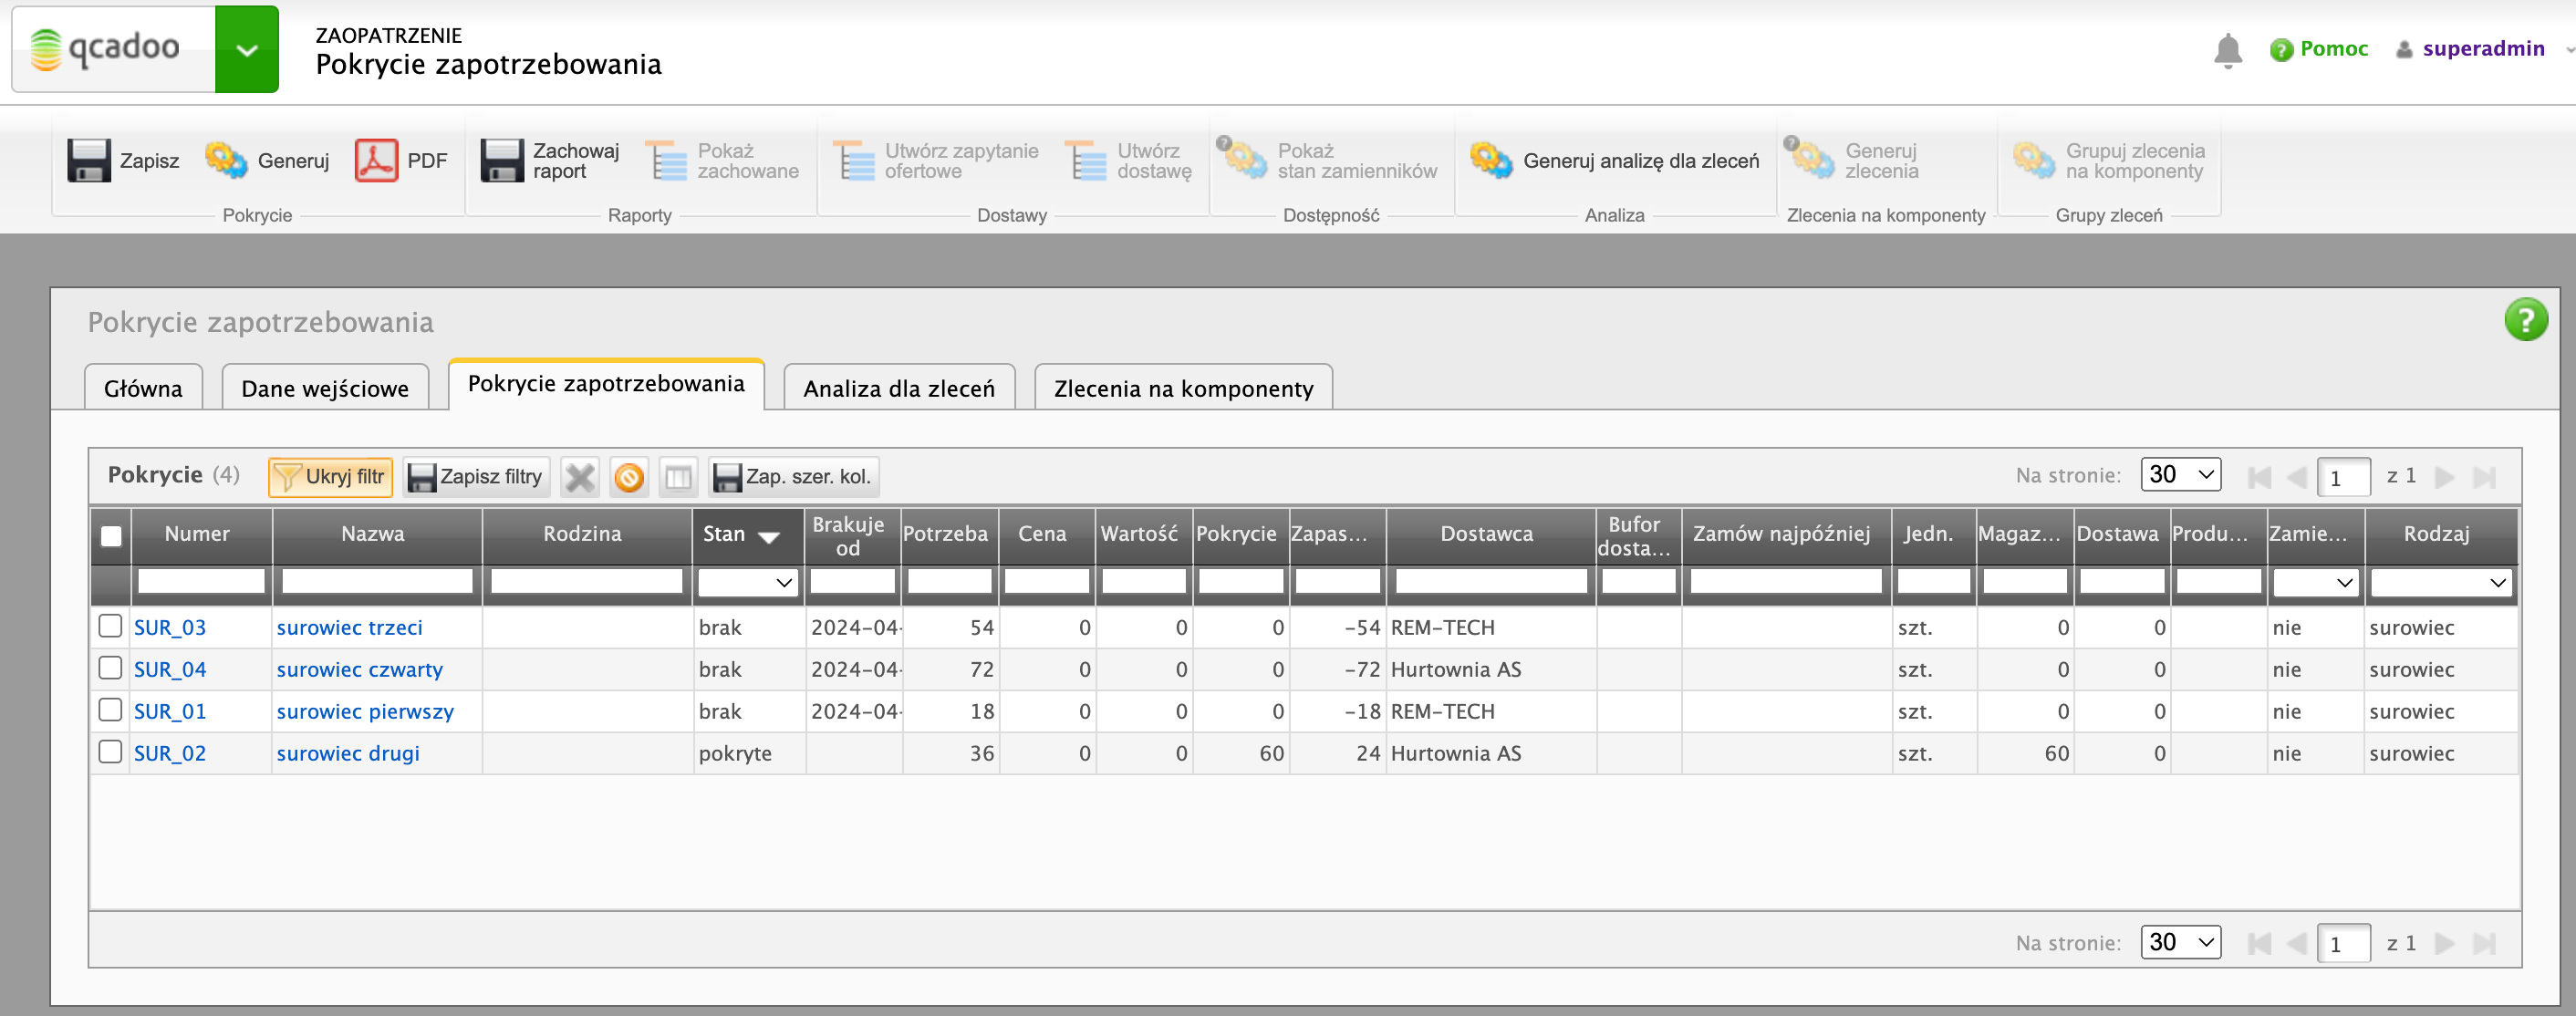 qcadoo
ZAOPATRZENIE
Pokrycie zapotrzebowania
Pomoc superadmin
Zapisz Generuj PDF
Pokrycie
Zachowaj raport Pokaż zachowane
Raporty
Utwórz zapytanie ofertowe Utwórz dostawę
Dostawy
Pokaż stan zamienników
Dostępność
Generuj analizę dla zleceń
Analiza
Generuj zlecenia
Zlecenia na komponenty
Grupuj zlecenia na komponenty
Grupy zleceń
Pokrycie zapotrzebowania
Główna Dane wejściowe Pokrycie zapotrzebowania Analiza dla zleceń Zlecenia na komponenty
Pokrycie (4) Ukryj filtr Zapisz filtry Zap. szer. kol. Na stronie: 30 1 z 1
Numer Nazwa Rodzina Stan Brakuje od Potrzeba Cena Wartość Pokrycie Zapas... Dostawca Bufor dosta... Zamów najpóźniej Jedn. Magaz... Dostawa Produ... Zamie... Rodzaj
SUR_03 surowiec trzeci brak 2024-04- 54 0 0 0 -54 REM-TECH szt. 0 0 nie surowiec
SUR_04 surowiec czwarty brak 2024-04- 72 0 0 0 -72 Hurtownia AS szt. 0 0 nie surowiec
SUR_01 surowiec pierwszy brak 2024-04- 18 0 0 0 -18 REM-TECH szt. 0 0 nie surowiec
SUR_02 surowiec drugi pokryte 36 0 0 60 24 Hurtownia AS szt. 60 0 nie surowiec
Na stronie: 30 1 z 1